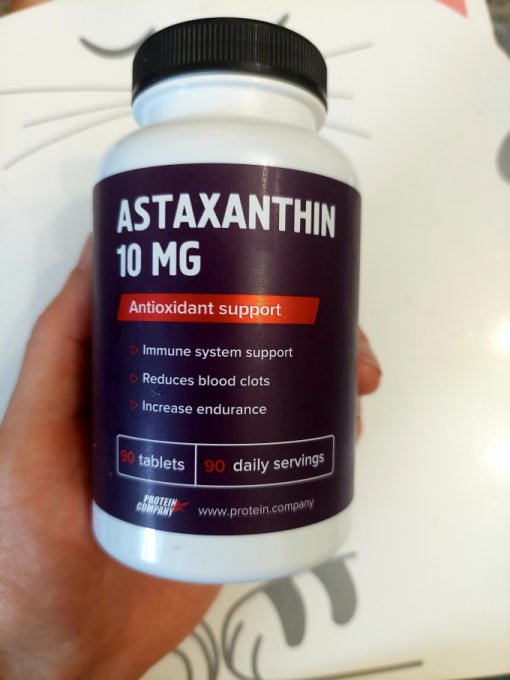 ASTAXANTHIN
10 MG
Antioxidant support
Immune system support
Reduces blood clots
Increase endurance
90 tablets
90 daily servings
PROTEIN
COMPANY
www.protein.company